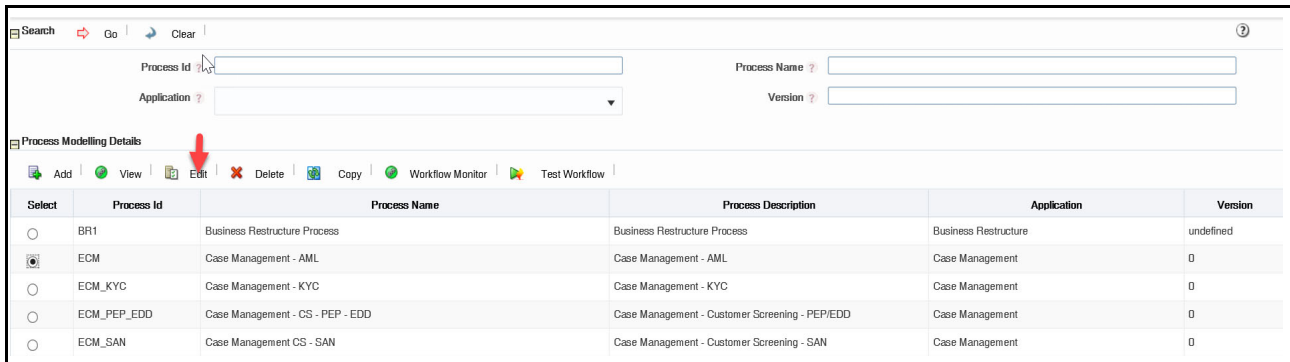 Search Go Clear ?
Process Id ? Process Name ?
Application ? Version ?
Process Modelling Details
Add View Edit Delete Copy Workflow Monitor Test Workflow
Select Process Id Process Name Process Description Application Version
BR1 Business Restructure Process Business Restructure Process Business Restructure undefined
ECM Case Management - AML Case Management - AML Case Management 0
ECM_KYC Case Management - KYC Case Management - KYC Case Management 0
ECM_PEP_EDD Case Management - CS - PEP - EDD Case Management - Customer Screening - PEP/EDD Case Management 0
ECM_SAN Case Management CS - SAN Case Management - Customer Screening - SAN Case Management 0